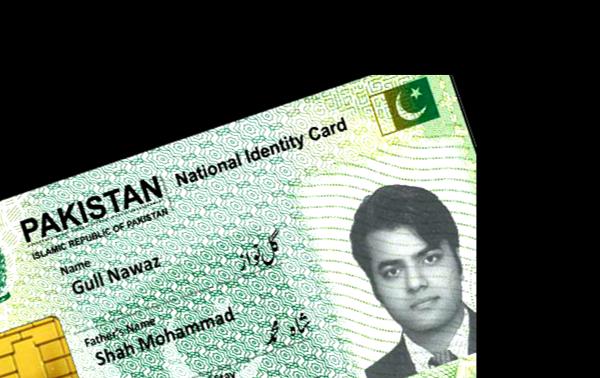 PAKISTAN National Identity Card
ISLAMIC REPUBLIC OF PAKISTAN
Name
Gull Nawaz گل نواز
Father's Name
Shah Mohammad شاہ محمد